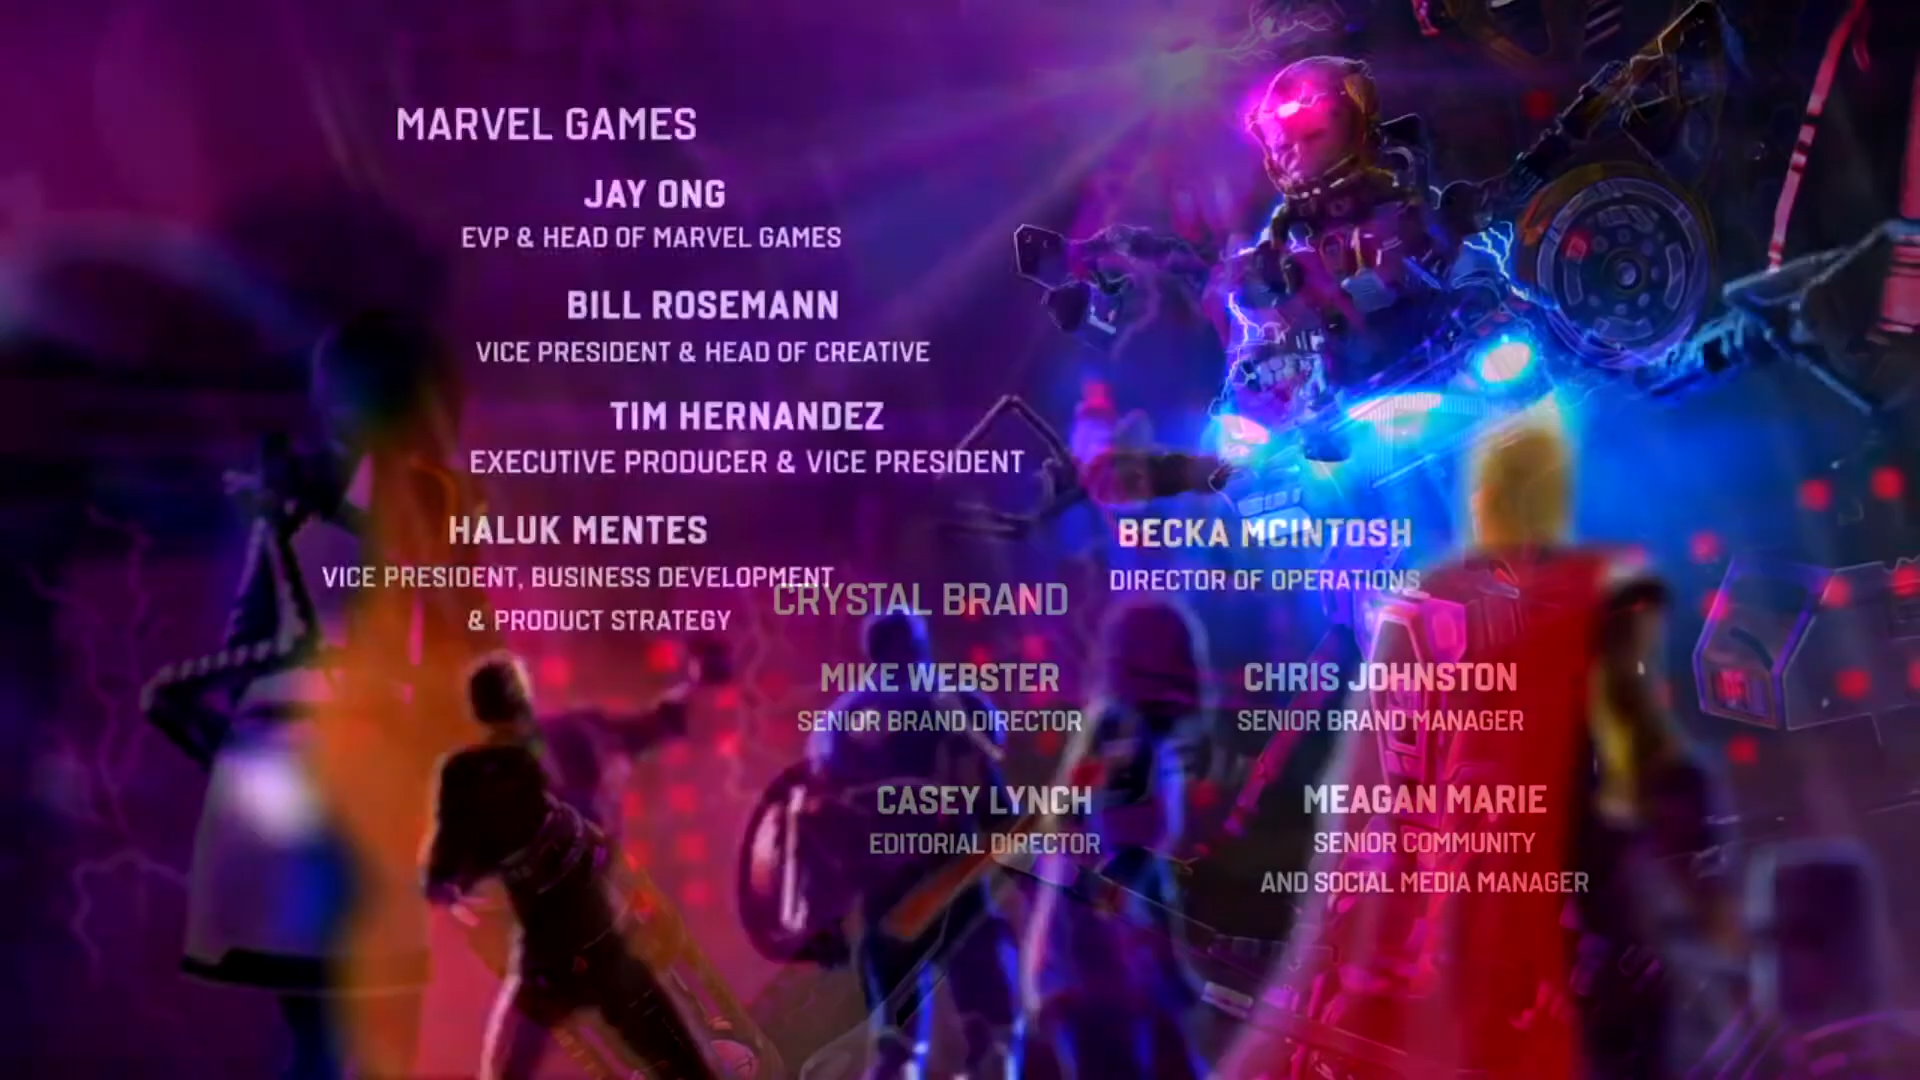 MARVEL GAMES
JAY ONG
EVP & HEAD OF MARVEL GAMES
BILL ROSEMANN
VICE PRESIDENT & HEAD OF CREATIVE
TIM HERNANDEZ
EXECUTIVE PRODUCER & VICE PRESIDENT
HALUK MENTES
VICE PRESIDENT, BUSINESS DEVELOPMENT
& PRODUCT STRATEGY
BECKA MCINTOSH
DIRECTOR OF OPERATIONS
CRYSTAL BRAND
MIKE WEBSTER
SENIOR BRAND DIRECTOR
CHRIS JOHNSTON
SENIOR BRAND MANAGER
CASEY LYNCH
EDITORIAL DIRECTOR
MEAGAN MARIE
SENIOR COMMUNITY
AND SOCIAL MEDIA MANAGER